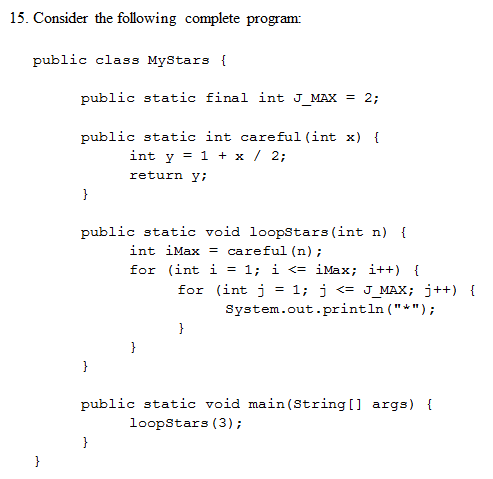 15. Consider the following complete program:
public class MyStars {
public static final int J_MAX = 2;
public static int careful(int x) {
int y = 1 + x / 2;
return y;
}
public static void loopStars(int n) {
int iMax = careful(n);
for (int i = 1; i <= iMax; i++) {
for (int j = 1; j <= J_MAX; j++) {
System.out.println("*");
}
}
}
public static void main(String[] args) {
loopStars(3);
}
}